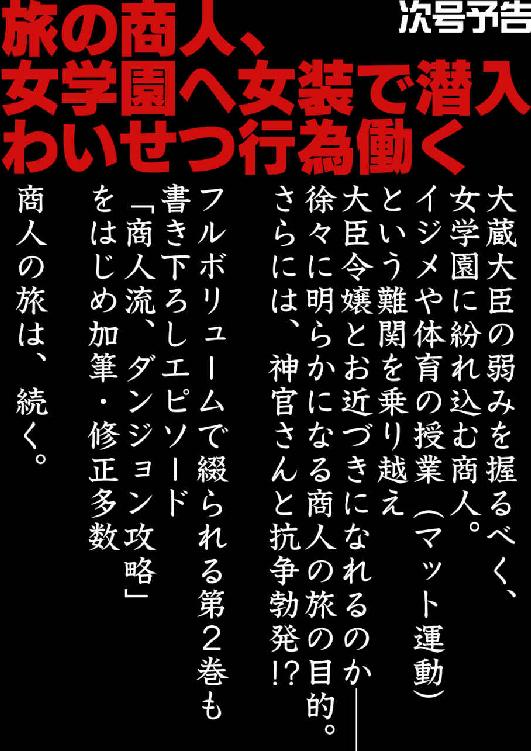 次号予告
旅の商人、
女学園へ女装で潜入
わいせつ行為働く
大蔵大臣の弱みを握るべく、
女学園に紛れ込む商人。
イジメや体育の授業(マット運動)
という難関を乗り越え
大臣令嬢とお近づきになれるのか――
徐々に明らかになる商人の旅の目的。
さらには、神官さんと抗争勃発!?
フルボリュームで綴られる第2巻も
書き下ろしエピソード
「商人流、ダンジョン攻略」
をはじめ加筆・修正多数
商人の旅は、続く。